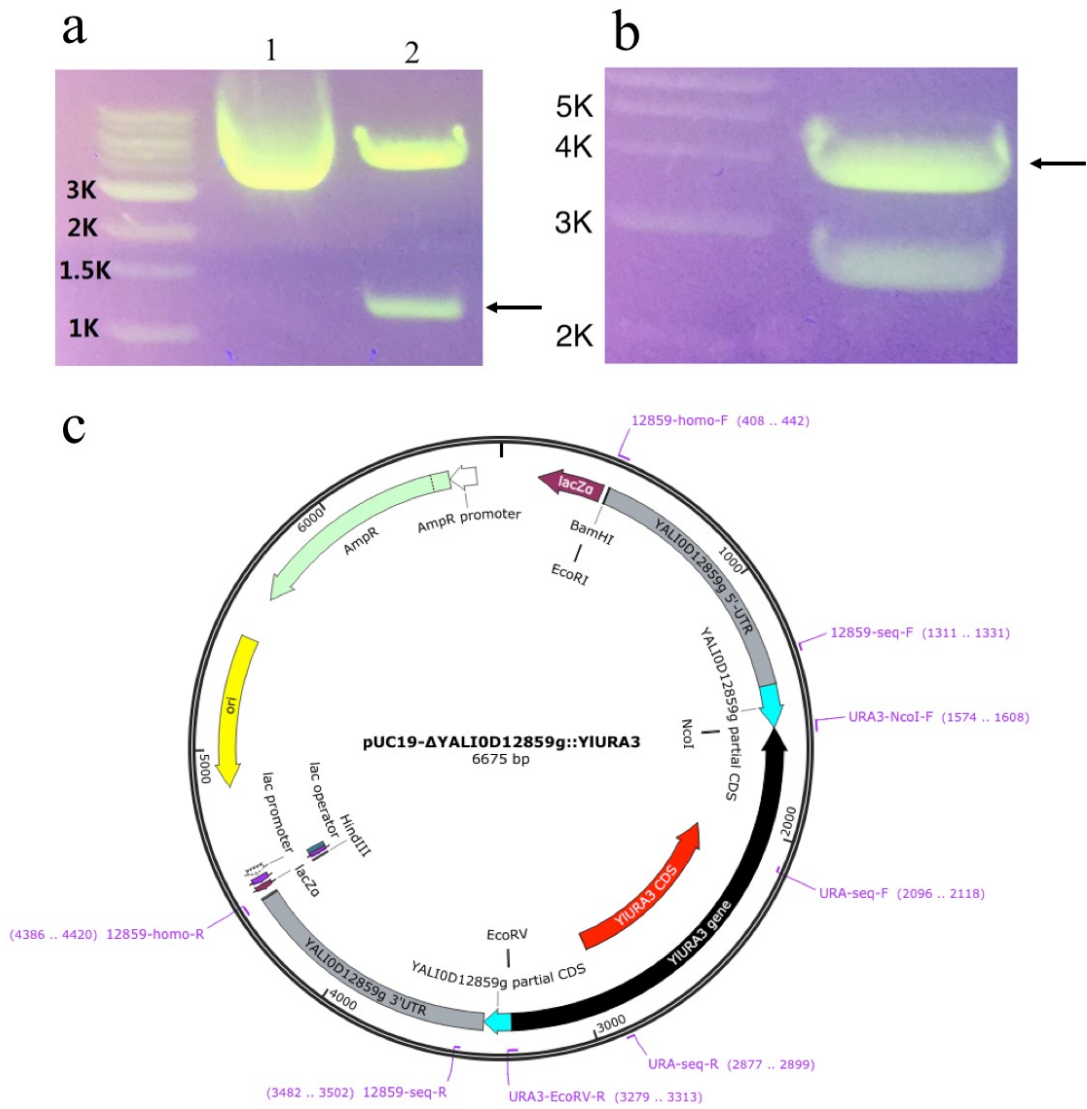 a
1 2
3K
2K
1.5K
1K
b
5K
4K
3K
2K
c
12859-homo-F (408 .. 442)
lacZα
BamHI
EcoRI
AmpR promoter
AmpR
6000
YALI0D12859g 5'-UTR
1000
12859-seq-F (1311 .. 1331)
YALI0D12859g partial CDS
NcoI
URA3-NcoI-F (1574 .. 1608)
ori
5000
pUC19-ΔYALI0D12859g::YlURA3
6675 bp
2000
URA-seq-F (2096 .. 2118)
lac promoter
lac operator
HindIII
lacZα
YlURA3 CDS
YlURA3 gene
(4386 .. 4420) 12859-homo-R
EcoRV
YALI0D12859g partial CDS
YALI0D12859g 3'UTR
4000
3000
URA-seq-R (2877 .. 2899)
(3482 .. 3502) 12859-seq-R
URA3-EcoRV-R (3279 .. 3313)